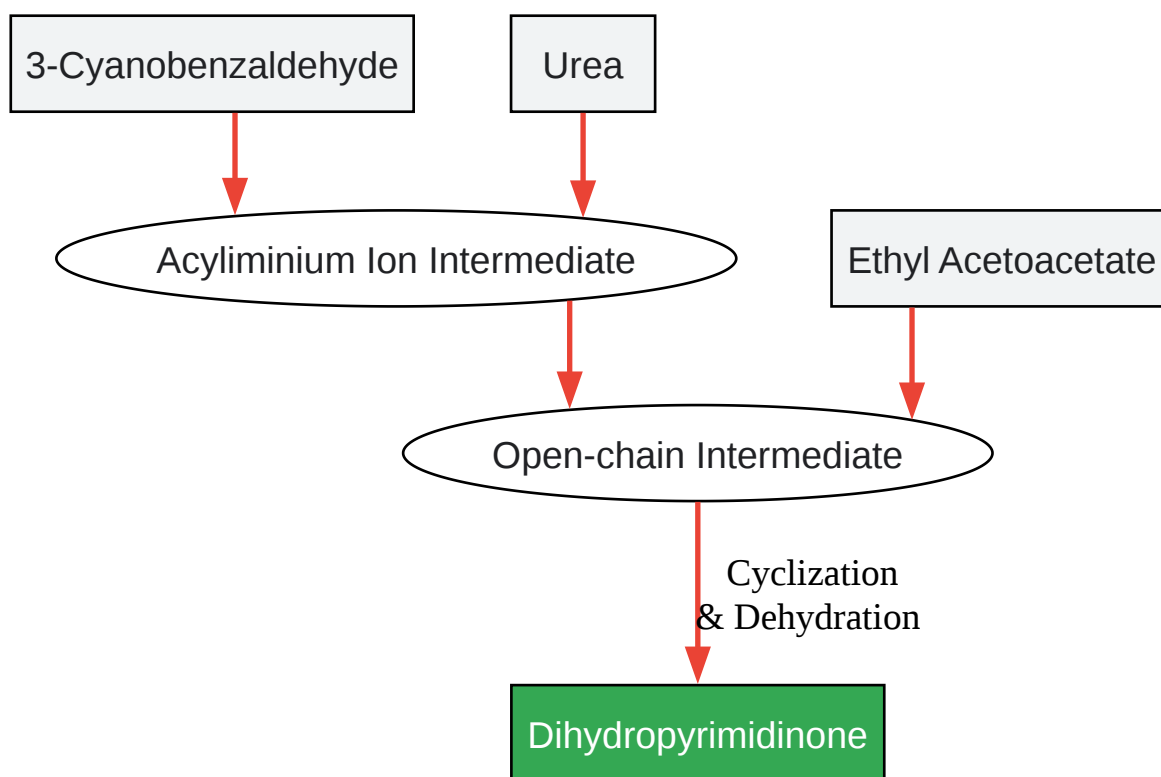 3-Cyanobenzaldehyde
Urea
Acyliminium Ion Intermediate
Ethyl Acetoacetate
Open-chain Intermediate
Cyclization
& Dehydration
Dihydropyrimidinone